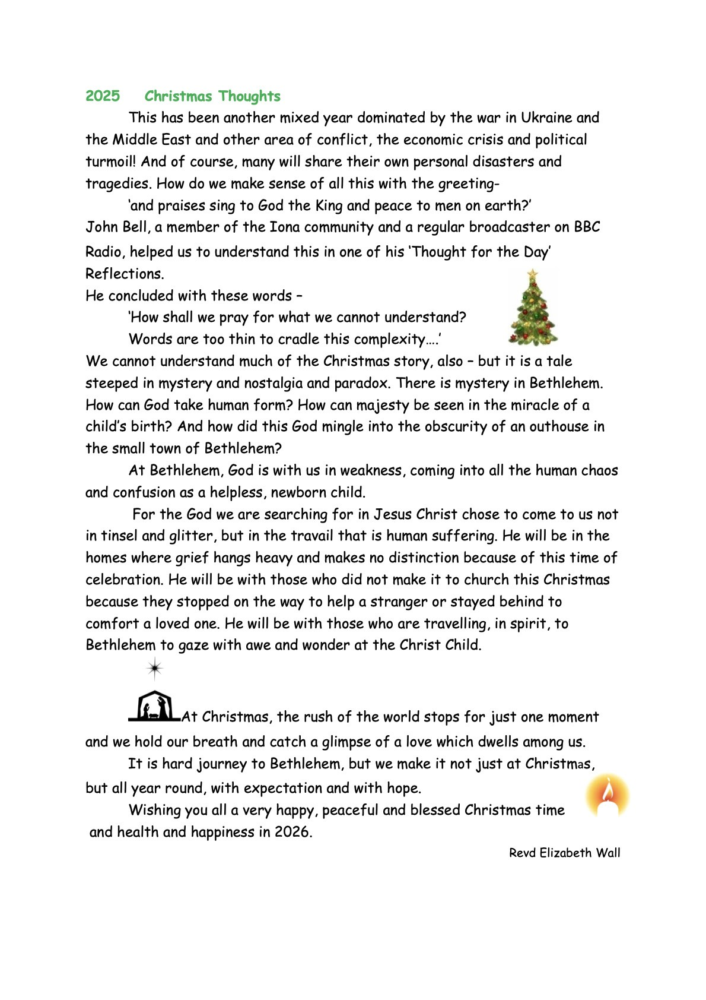 2025 Christmas Thoughts
This has been another mixed year dominated by the war in Ukraine and
the Middle East and other area of conflict, the economic crisis and political
turmoil! And of course, many will share their own personal disasters and
tragedies. How do we make sense of all this with the greeting-
‘and praises sing to God the King and peace to men on earth?’
John Bell, a member of the Iona community and a regular broadcaster on BBC
Radio, helped us to understand this in one of his ‘Thought for the Day’
Reflections.
He concluded with these words –
‘How shall we pray for what we cannot understand?
Words are too thin to cradle this complexity….’
We cannot understand much of the Christmas story, also – but it is a tale
steeped in mystery and nostalgia and paradox. There is mystery in Bethlehem.
How can God take human form? How can majesty be seen in the miracle of a
child’s birth? And how did this God mingle into the obscurity of an outhouse in
the small town of Bethlehem?
At Bethlehem, God is with us in weakness, coming into all the human chaos
and confusion as a helpless, newborn child.
For the God we are searching for in Jesus Christ chose to come to us not
in tinsel and glitter, but in the travail that is human suffering. He will be in the
homes where grief hangs heavy and makes no distinction because of this time of
celebration. He will be with those who did not make it to church this Christmas
because they stopped on the way to help a stranger or stayed behind to
comfort a loved one. He will be with those who are travelling, in spirit, to
Bethlehem to gaze with awe and wonder at the Christ Child.
At Christmas, the rush of the world stops for just one moment
and we hold our breath and catch a glimpse of a love which dwells among us.
It is hard journey to Bethlehem, but we make it not just at Christmas,
but all year round, with expectation and with hope.
Wishing you all a very happy, peaceful and blessed Christmas time
and health and happiness in 2026.
Revd Elizabeth Wall